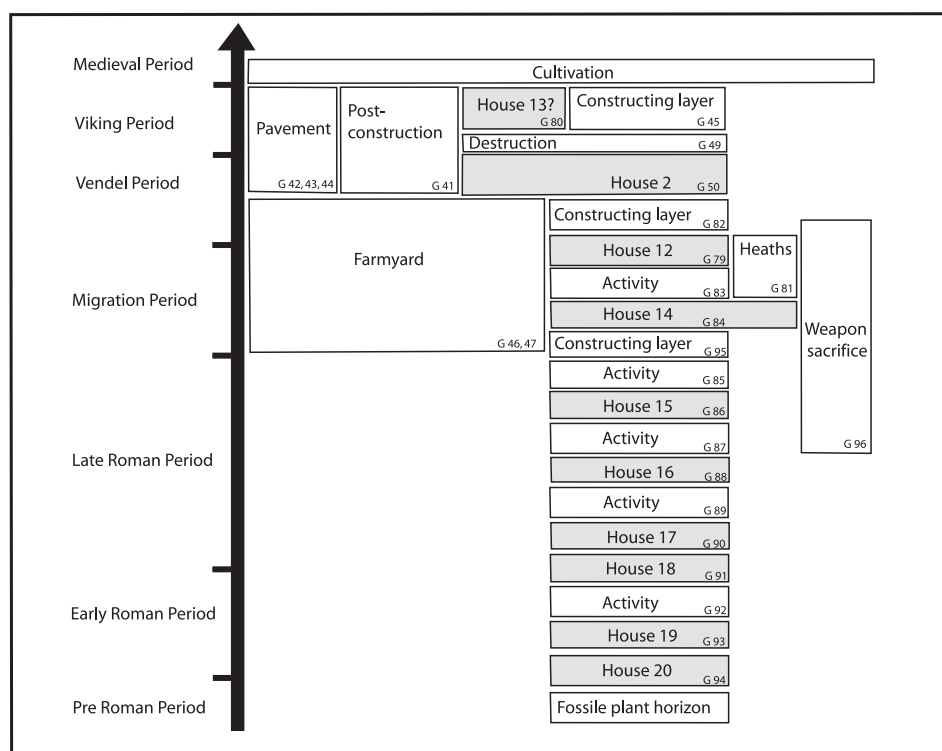 Medieval Period
Cultivation
Viking Period
Pavement
G 42, 43, 44
Post-
construction
G 41
House 13?
G 80
Constructing layer
G 45
Destruction
G 49
Vendel Period
House 2
G 50
Farmyard
G 46, 47
Constructing layer
G 82
House 12
G 79
Heaths
G 81
Activity
G 83
Migration Period
House 14
G 84
Weapon
sacrifice
G 96
Constructing layer
G 95
Activity
G 85
House 15
G 86
Activity
G 87
Late Roman Period
House 16
G 88
Activity
G 89
House 17
G 90
House 18
G 91
Early Roman Period
Activity
G 92
House 19
G 93
House 20
G 94
Pre Roman Period
Fossile plant horizon